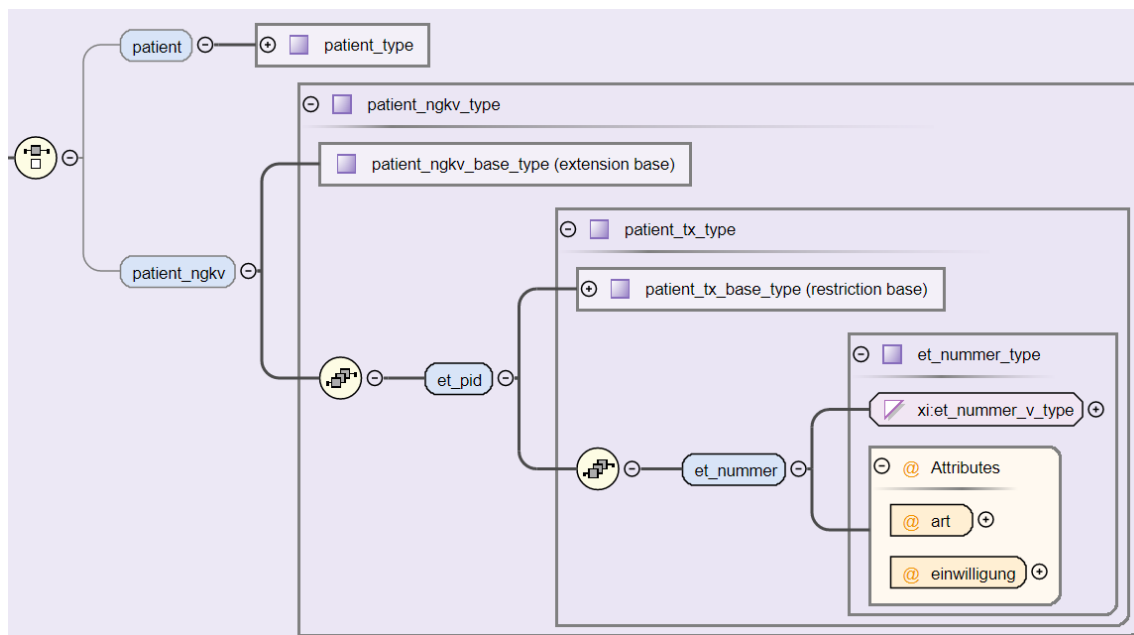 patient
patient_type
patient_ngkv_type
patient_ngkv_base_type (extension base)
patient_tx_type
patient_ngkv
patient_tx_base_type (restriction base)
et_nummer_type
et_pid
xi:et_nummer_v_type
et_nummer
@ Attributes
@ art
@ einwilligung